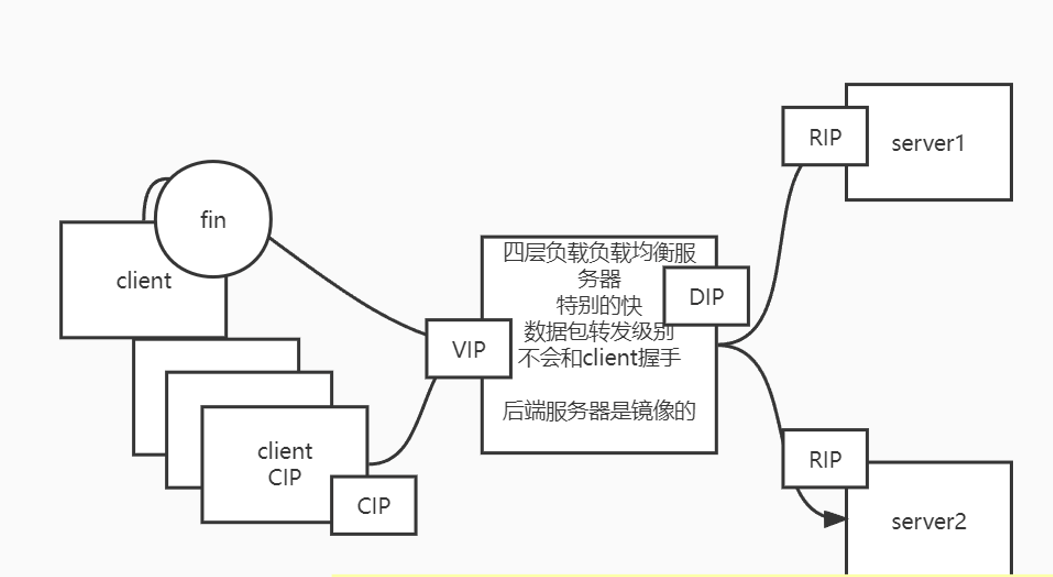 fin
client
client
CIP
CIP
VIP
四层负载负载均衡服
务器
特别的快
数据包转发级别
不会和client握手
后端服务器是镜像的
DIP
RIP
server1
RIP
server2